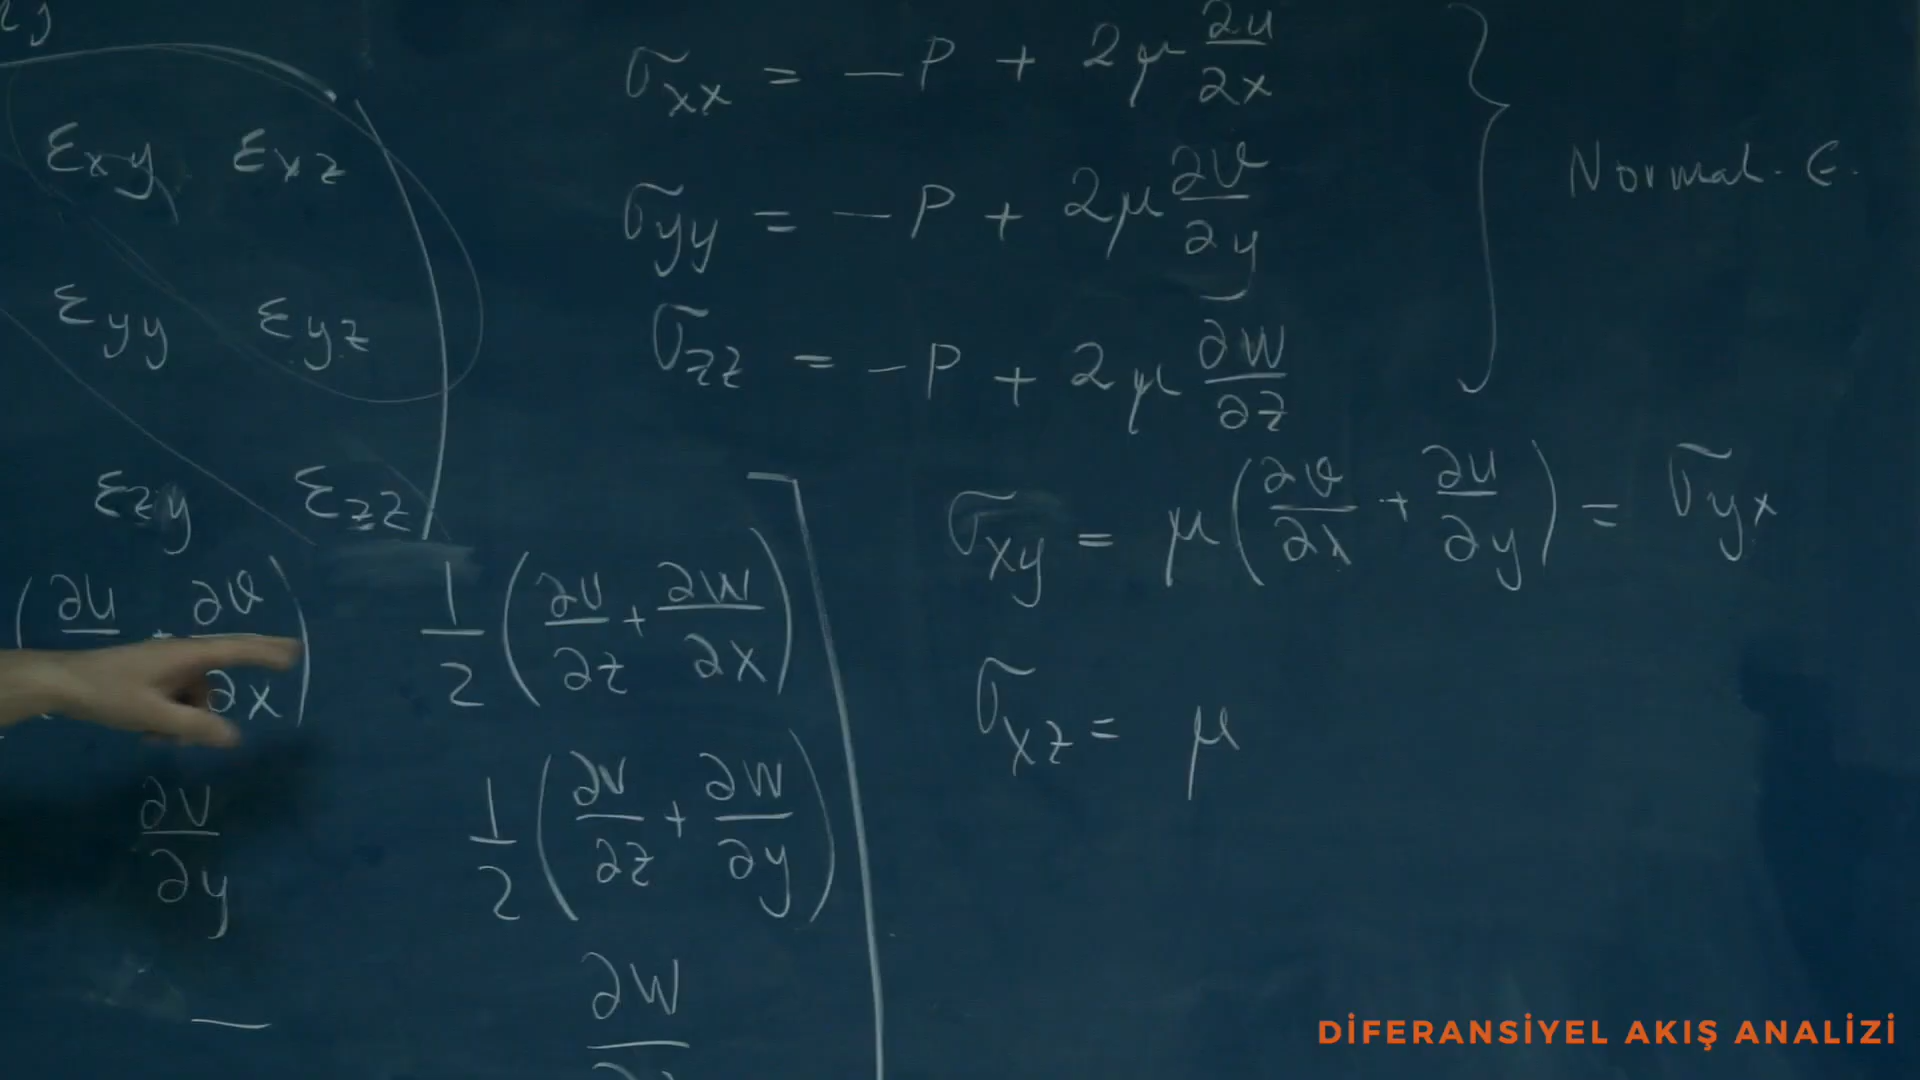 σxx = − P + 2μ ∂u/∂x
εxy εxz
σyy = − P + 2μ ∂v/∂y
Normal. G.
εyy εyz
σzz = − P + 2μ ∂w/∂z
εzy εzz
σxy = μ(∂v/∂x + ∂u/∂y) = σyx
(∂u + ∂v/∂x) 1/2 (∂u/∂z + ∂w/∂x)
σxz = μ
∂v/∂y 1/2 (∂v/∂z + ∂w/∂y)
∂w
DİFERANSİYEL AKIŞ ANALİZİ